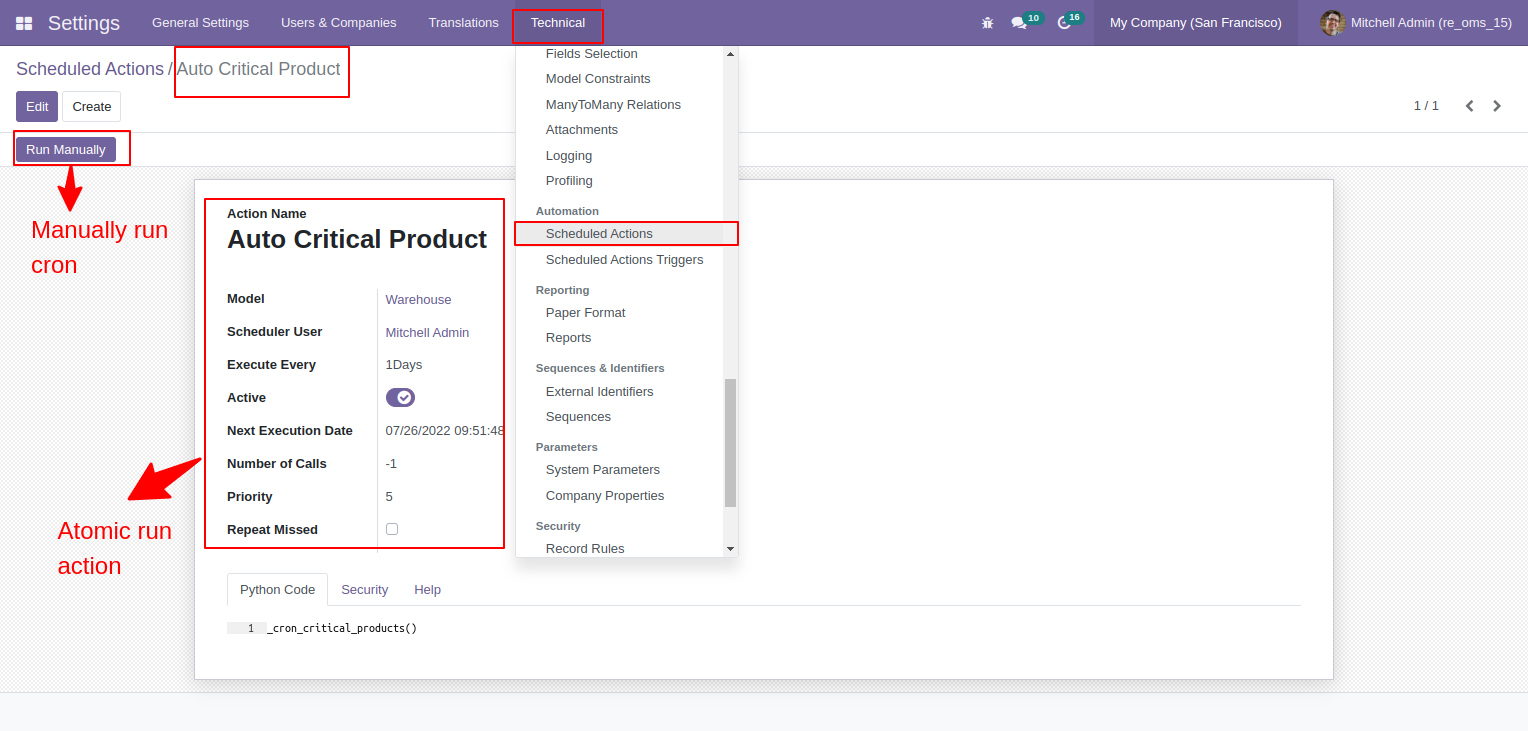 Settings General Settings Users & Companies Translations Technical 10 16 My Company (San Francisco) Mitchell Admin (re_oms_15)
Scheduled Actions / Auto Critical Product
Edit Create
1 / 1
Run Manually
Manually run
cron
Fields Selection
Model Constraints
ManyToMany Relations
Attachments
Logging
Profiling
Automation
Scheduled Actions
Scheduled Actions Triggers
Reporting
Paper Format
Reports
Sequences & Identifiers
External Identifiers
Sequences
Parameters
System Parameters
Company Properties
Security
Record Rules
Action Name
Auto Critical Product
Model Warehouse
Scheduler User Mitchell Admin
Execute Every 1Days
Active
Next Execution Date 07/26/2022 09:51:48
Number of Calls -1
Priority 5
Repeat Missed
Atomic run
action
Python Code Security Help
1 _cron_critical_products()